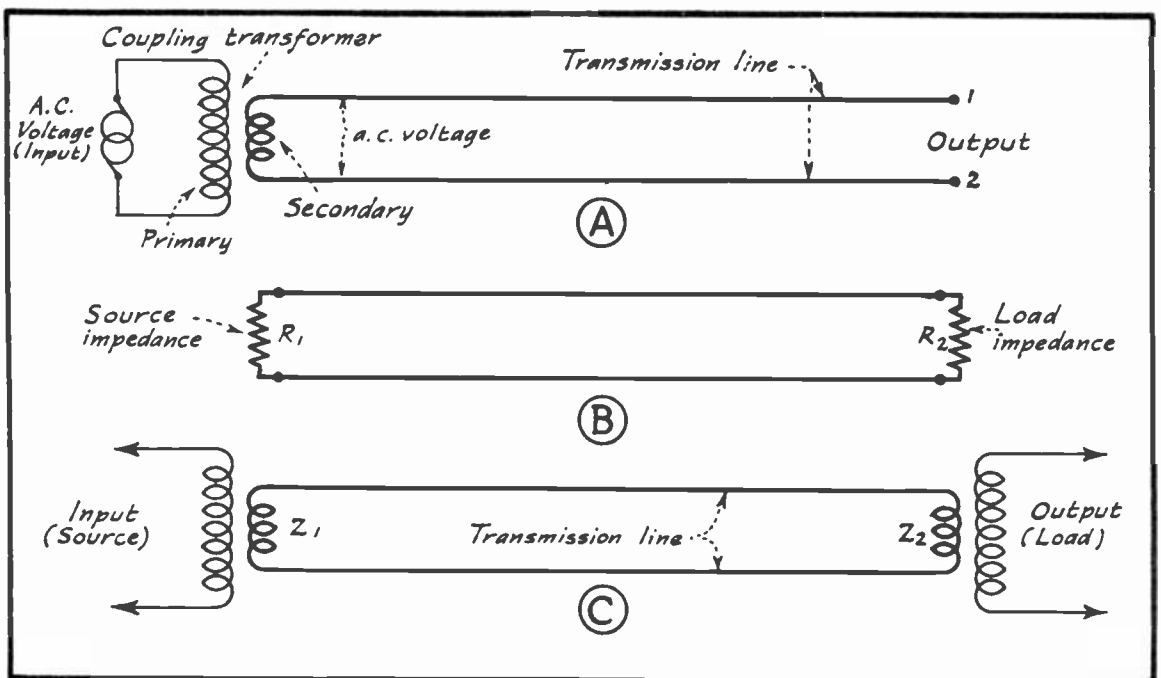 Coupling transformer
Transmission line
A.C.
Voltage
(Input)
a.c. voltage
1
Output
2
Secondary
Primary
A
Source
impedance
R1
R2
Load
impedance
B
Input
(Source)
Z1
Transmission line
Z2
Output
(Load)
C